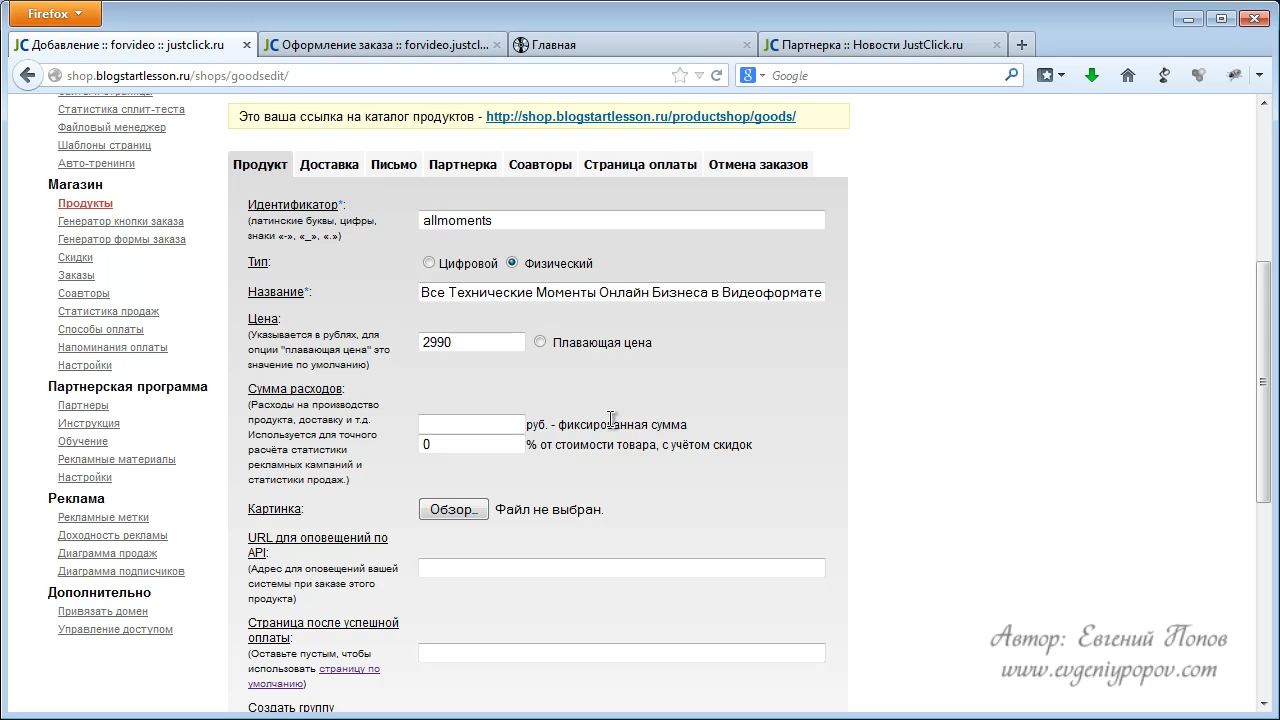 Firefox
Добавление :: forvideo :: justclick.ru
Оформление заказа :: forvideo.justcl...
Главная
Партнерка :: Новости JustClick.ru
shop.blogstartlesson.ru/shops/goodsedit/
Google
Статистика сплит-теста
Файловый менеджер
Шаблоны страниц
Авто-тренинги
Магазин
Продукты
Генератор кнопки заказа
Генератор формы заказа
Скидки
Заказы
Соавторы
Статистика продаж
Способы оплаты
Напоминания оплаты
Настройки
Партнерская программа
Партнеры
Инструкция
Обучение
Рекламные материалы
Настройки
Реклама
Рекламные метки
Доходность рекламы
Диаграмма продаж
Диаграмма подписчиков
Дополнительно
Привязать домен
Управление доступом
Это ваша ссылка на каталог продуктов - http://shop.blogstartlesson.ru/productshop/goods/
Продукт Доставка Письмо Партнерка Соавторы Страница оплаты Отмена заказов
Идентификатор*:
(латинские буквы, цифры,
знаки «-», «_», «.»)
allmoments
Тип:
Цифровой Физический
Название*:
Все Технические Моменты Онлайн Бизнеса в Видеоформате
Цена:
(Указывается в рублях, для
опции "плавающая цена" это
значение по умолчанию)
2990
Плавающая цена
Сумма расходов:
(Расходы на производство
продукта, доставку и т.д.
Используется для точного
расчёта статистики
рекламных кампаний и
статистики продаж.)
руб. - фиксированная сумма
0
% от стоимости товара, с учётом скидок
Картинка:
Обзор... Файл не выбран.
URL для оповещений по
API:
(Адрес для оповещений вашей
системы при заказе этого
продукта)
Страница после успешной
оплаты:
(Оставьте пустым, чтобы
использовать страницу по
умолчанию)
Создать группу
Автор: Евгений Попов
www.evgeniypopov.com